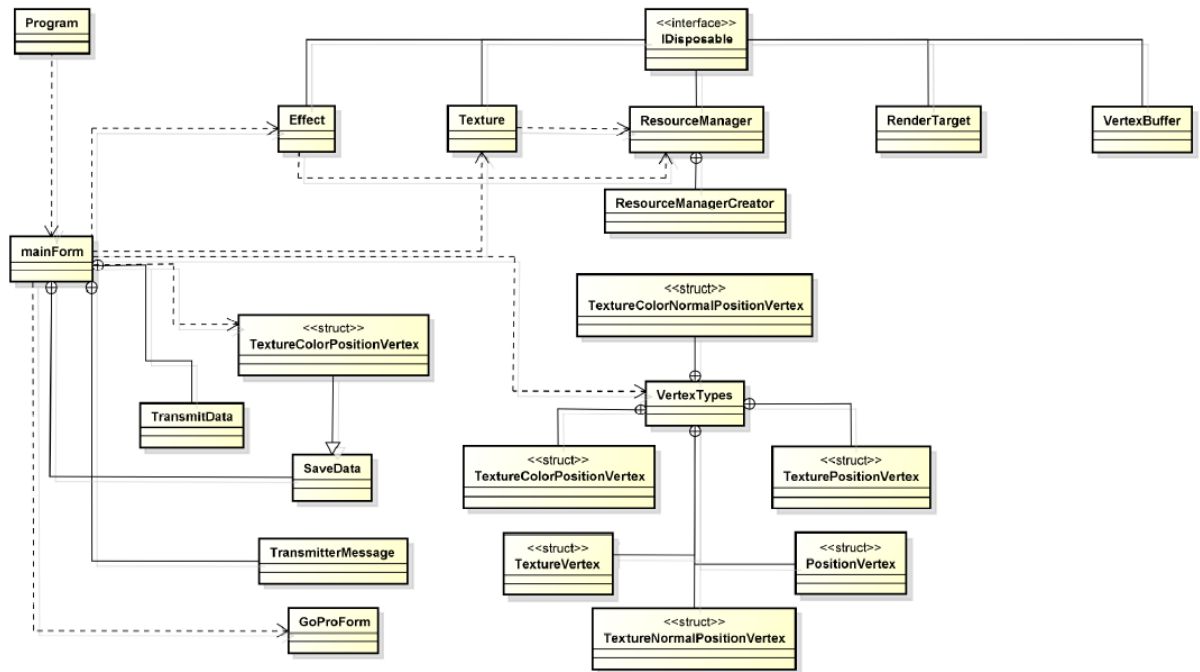 Program
<<interface>>
IDisposable
Effect
Texture
ResourceManager
RenderTarget
VertexBuffer
ResourceManagerCreator
mainForm
<<struct>>
TextureColorNormalPositionVertex
<<struct>>
TextureColorPositionVertex
VertexTypes
TransmitData
<<struct>>
TextureColorPositionVertex
<<struct>>
TexturePositionVertex
SaveData
TransmitterMessage
<<struct>>
TextureVertex
<<struct>>
PositionVertex
GoProForm
<<struct>>
TextureNormalPositionVertex